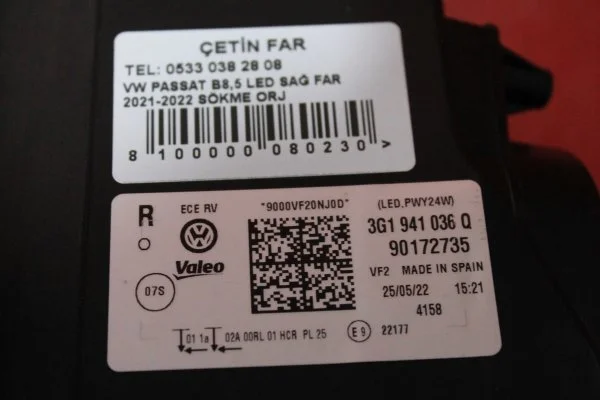 ÇETİN FAR
TEL: 0533 038 28 08
VW PASSAT B8,5 LED SAĞ FAR
2021-2022 SÖKME ORJ
8 100000 080230 >
R ECE RV "9000VF20NJ0D" (LED.PWY24W)
3G1 941 036 Q
90172735
Valeo
VF2 MADE IN SPAIN
07S
25/05/22 15:21
4158
01 1a 02A 00RL 01 HCR PL 25 E9 22177